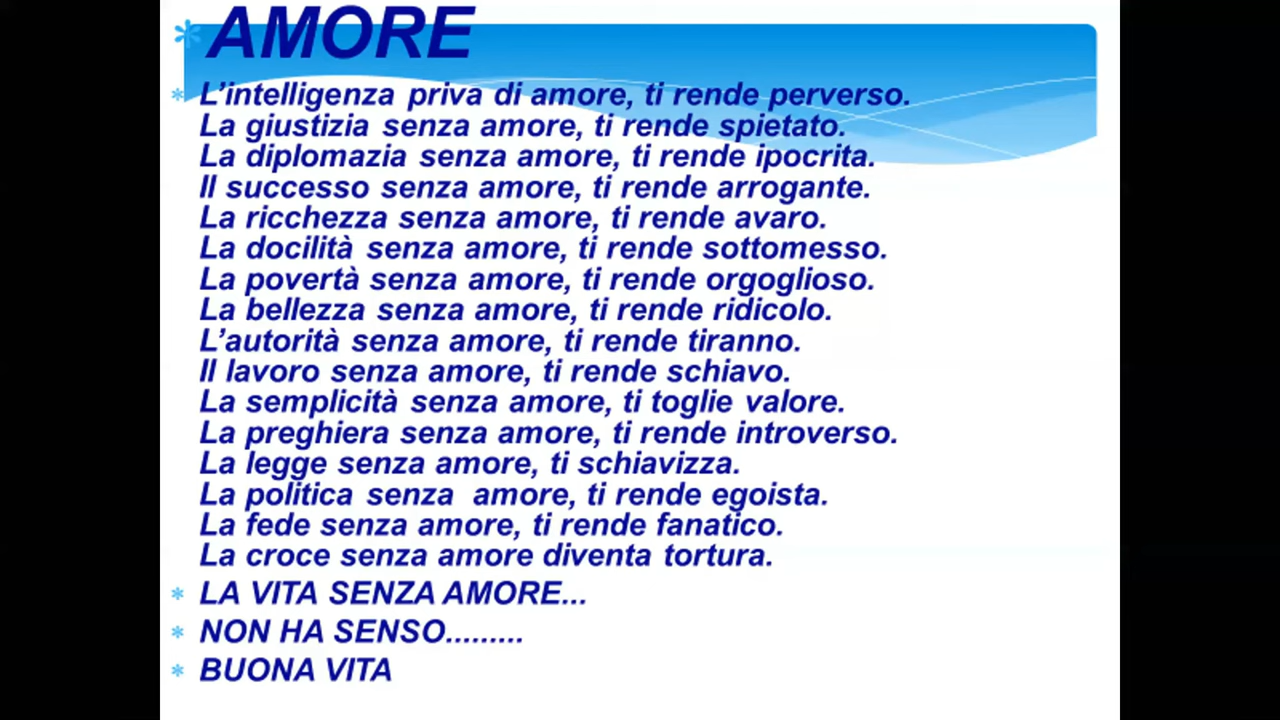 AMORE
L’intelligenza priva di amore, ti rende perverso.
La giustizia senza amore, ti rende spietato.
La diplomazia senza amore, ti rende ipocrita.
Il successo senza amore, ti rende arrogante.
La ricchezza senza amore, ti rende avaro.
La docilità senza amore, ti rende sottomesso.
La povertà senza amore, ti rende orgoglioso.
La bellezza senza amore, ti rende ridicolo.
L’autorità senza amore, ti rende tiranno.
Il lavoro senza amore, ti rende schiavo.
La semplicità senza amore, ti toglie valore.
La preghiera senza amore, ti rende introverso.
La legge senza amore, ti schiavizza.
La politica senza  amore, ti rende egoista.
La fede senza amore, ti rende fanatico.
La croce senza amore diventa tortura.
LA VITA SENZA AMORE...
NON HA SENSO.........
BUONA VITA